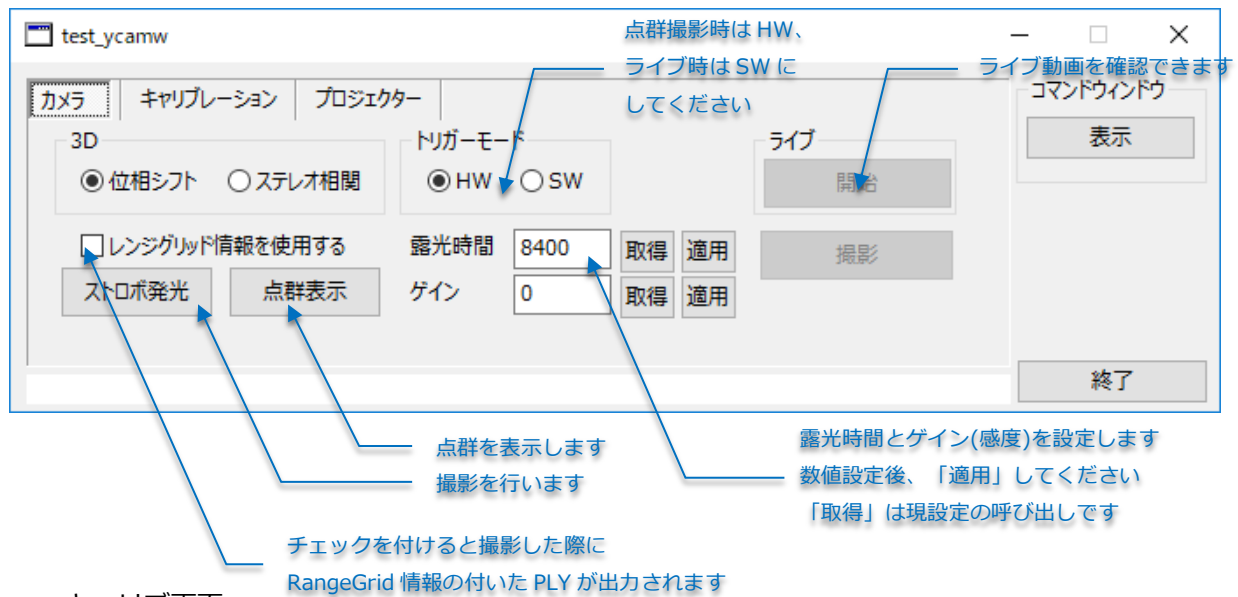 test_ycamw
点群撮影時は HW、
ライブ時は SW に
してください
ライブ動画を確認できます
カメラ
キャリブレーション
プロジェクター
コマンドウィンドウ
表示
3D
位相シフト
ステレオ相関
トリガーモード
HW
SW
ライブ
開始
レンジグリッド情報を使用する
露光時間
8400
取得
適用
撮影
ストロボ発光
点群表示
ゲイン
0
取得
適用
終了
点群を表示します
撮影を行います
露光時間とゲイン(感度)を設定します
数値設定後、「適用」してください
「取得」は現設定の呼び出しです
チェックを付けると撮影した際に
RangeGrid 情報の付いた PLY が出力されます